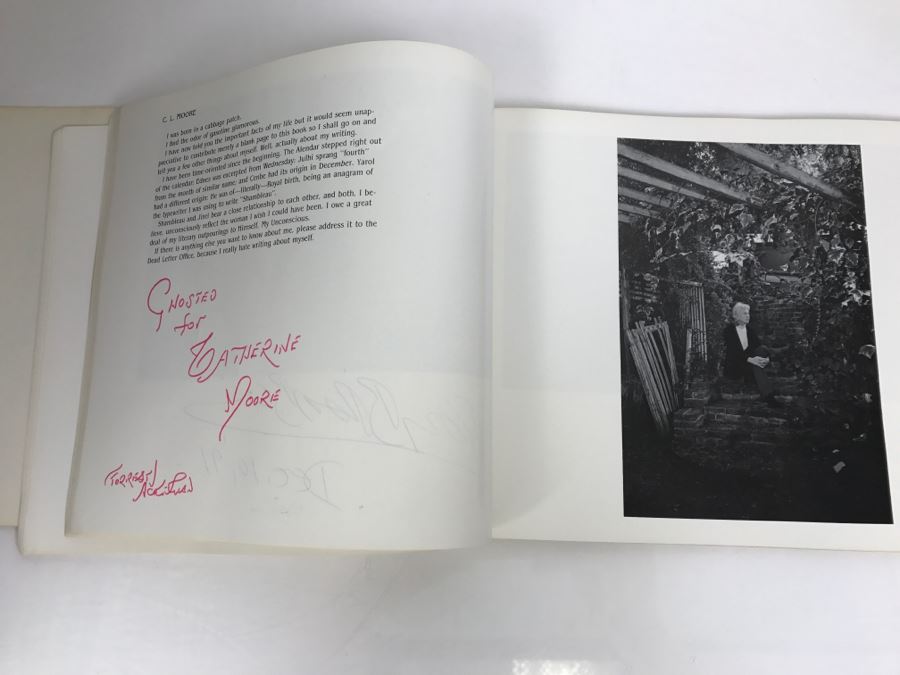 C. L. MOORE
I was born in a cabbage patch.
I find the odor of gasoline glamorous.
I have now told you the important facts of my life but it would seem unap-
preciative to contribute merely a blank page to this book so I shall go on and
tell you a few other things about myself. Well, actually about my writing.
I have been time-oriented since the beginning. The Alendar stepped right out
of the calendar; Ednes was excerpted from Wednesday; Julhi sprang "fourth"
from the month of similar name; and Cembe had its origin in December. Yarol
had a different origin: He was of—literally—Royal birth, being an anagram of
the typewriter I was using to write "Shambleau".
Shambleau and Jirel bear a close relationship to each other, and both, I be-
lieve, unconsciously reflect the woman I wish I could have been. I owe a great
deal of my literary outpourings to Himself, My Unconscious.
If there is anything else you want to know about me, please address it to the
Dead Letter Office, because I really hate writing about myself.
GHOSTED
for
CATHERINE
MOORE
FORREST J
ACKERMAN
DEC. 19, 91